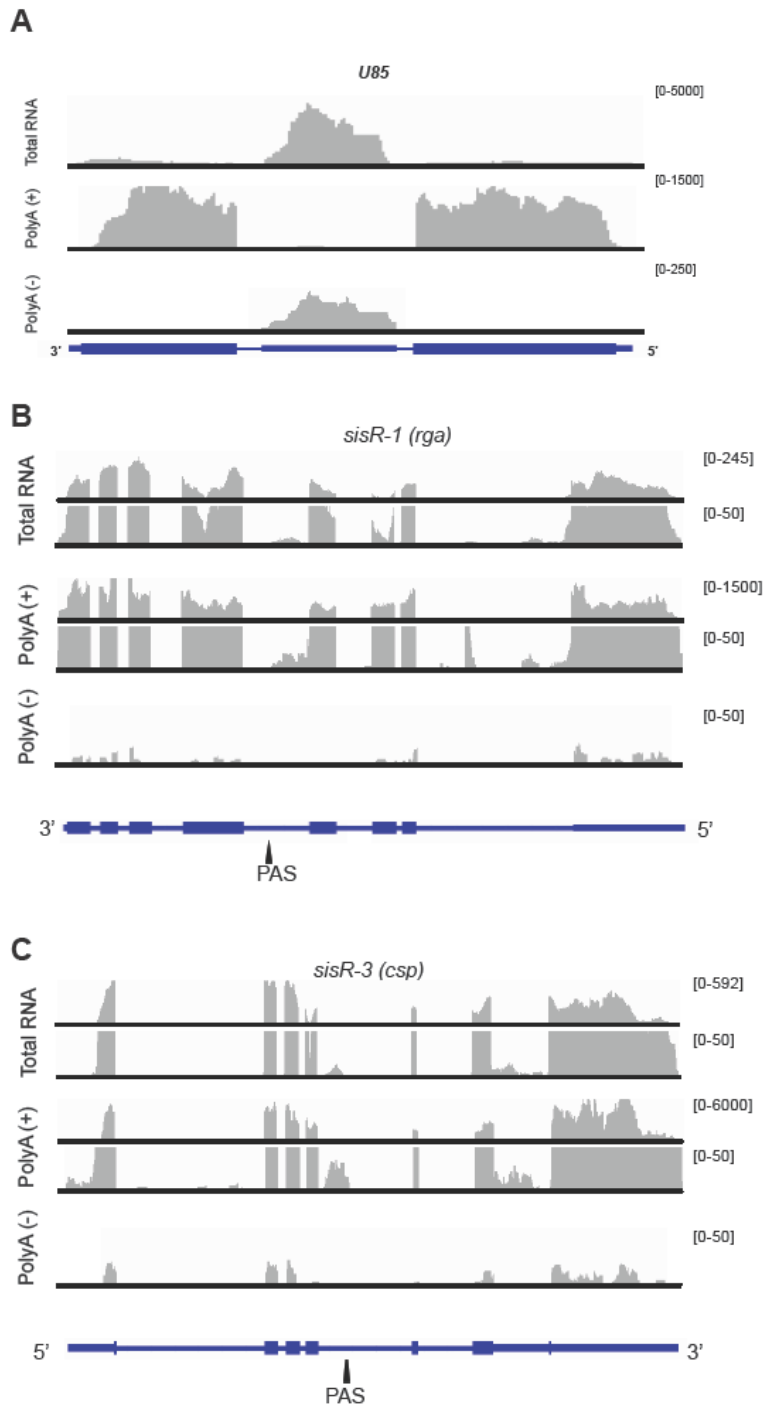 A
U85
Total RNA
[0-5000]
PolyA (+)
[0-1500]
PolyA (-)
[0-250]
3'
5'
B
sisR-1 (rga)
Total RNA
[0-245]
[0-50]
PolyA (+)
[0-1500]
[0-50]
PolyA (-)
[0-50]
3'
5'
PAS
C
sisR-3 (csp)
Total RNA
[0-592]
[0-50]
PolyA (+)
[0-6000]
[0-50]
PolyA (-)
[0-50]
5'
3'
PAS